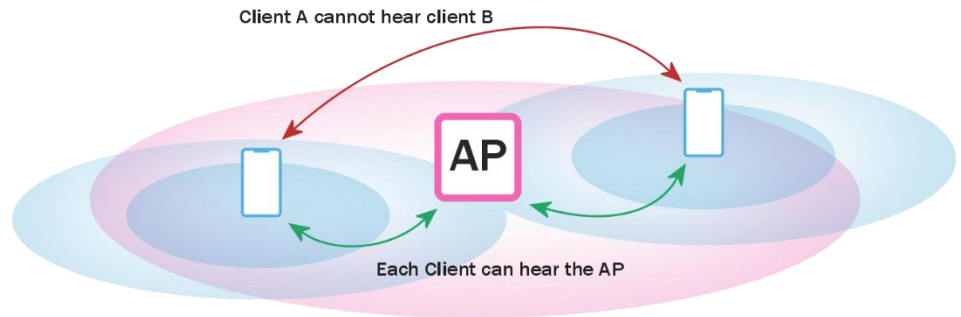 Client A cannot hear client B
AP
Each Client can hear the AP